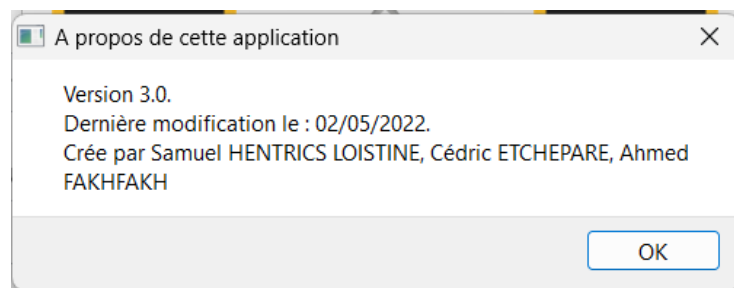 A propos de cette application
Version 3.0.
Dernière modification le : 02/05/2022.
Crée par Samuel HENTRICS LOISTINE, Cédric ETCHEPARE, Ahmed
FAKHFAKH
OK